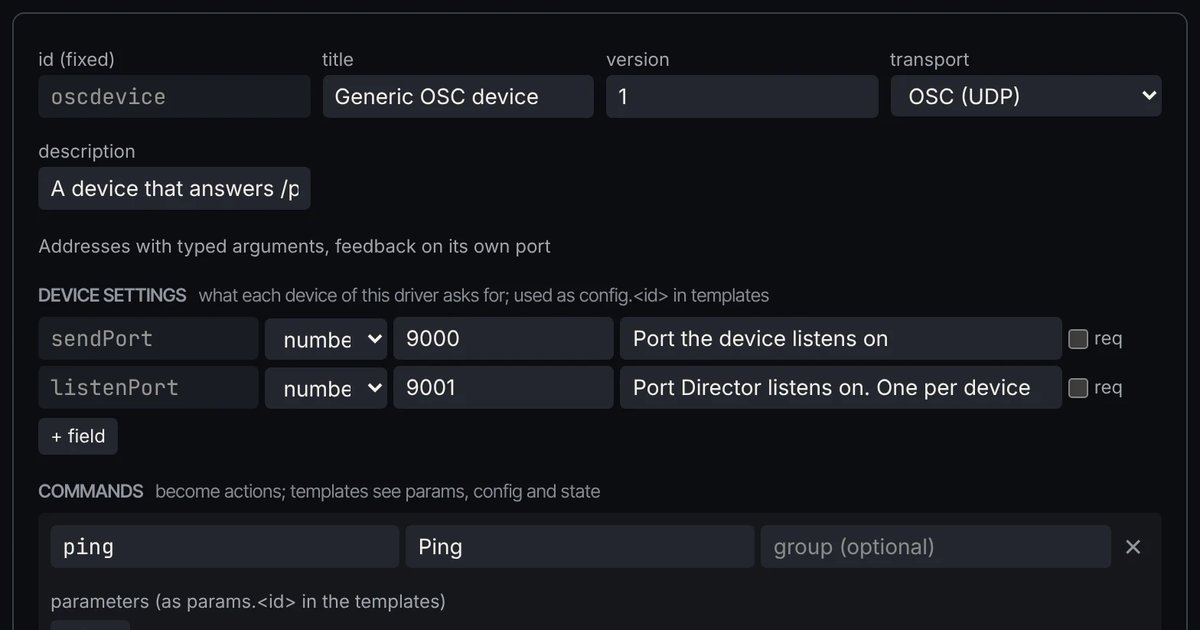 id (fixed) title version transport
oscdevice Generic OSC device 1 OSC (UDP)
description
A device that answers /p
Addresses with typed arguments, feedback on its own port
DEVICE SETTINGS what each device of this driver asks for; used as config.<id> in templates
sendPort numbe 9000 Port the device listens on req
listenPort numbe 9001 Port Director listens on. One per device req
+ field
COMMANDS become actions; templates see params, config and state
ping Ping group (optional) ×
parameters (as params.<id> in the templates)